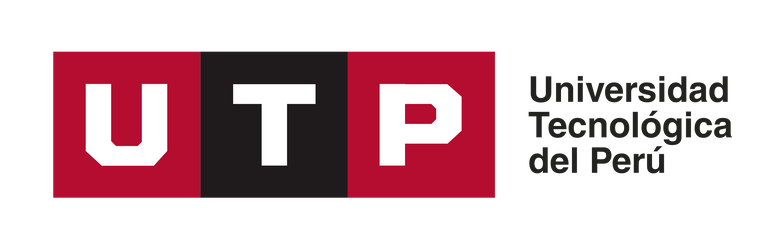 UTP
Universidad
Tecnológica
del Perú